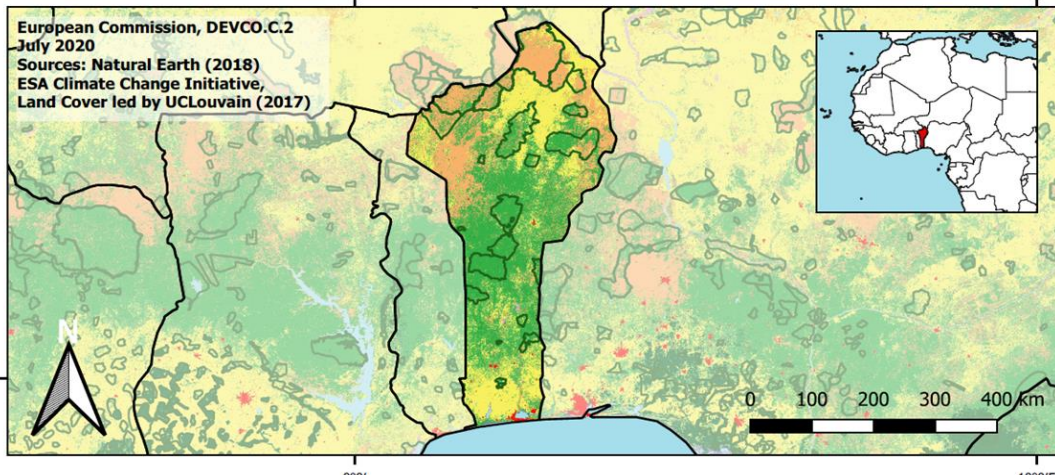 European Commission, DEVCO.C.2
July 2020
Sources: Natural Earth (2018)
ESA Climate Change Initiative,
Land Cover led by UCLouvain (2017)
N
0 100 200 300 400 km